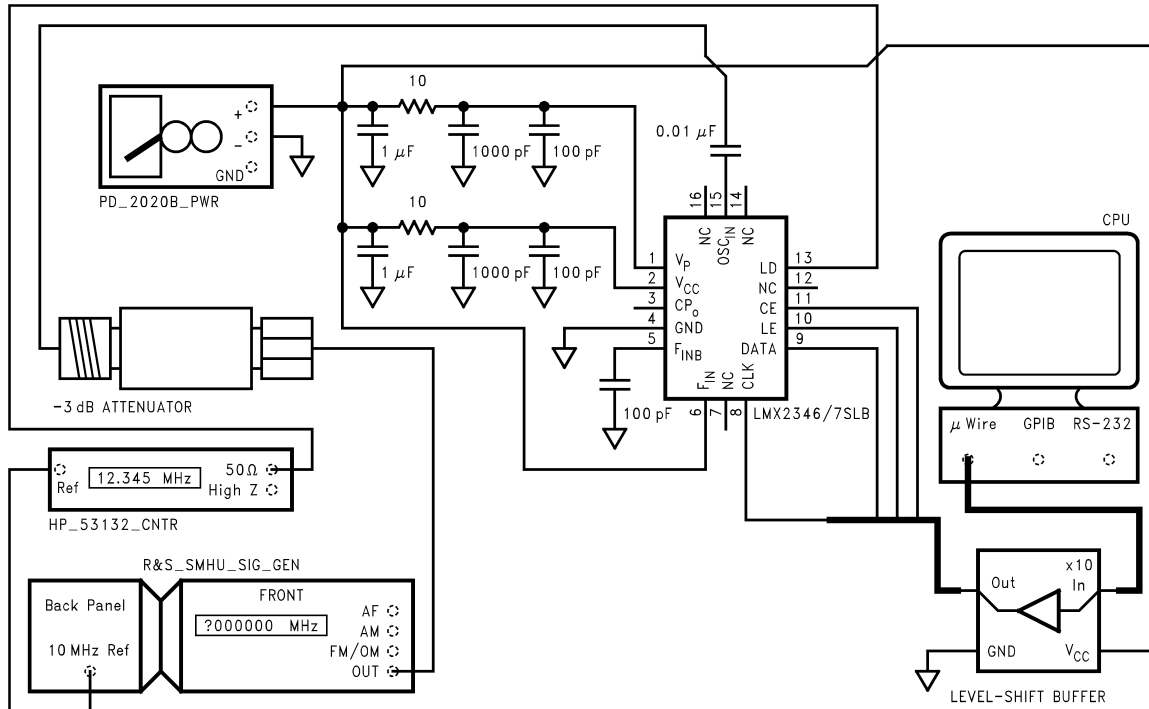 10
0.01 μF
+
−
GND
1 μF
1000 pF
100 pF
PD_2020B_PWR
10
1 μF
1000 pF
100 pF
16
15
14
NC
OSCIN
NC
1
VP
2
VCC
3
CPo
4
GND
5
FINB
LD
13
NC
12
CE
11
LE
10
DATA
9
FIN
NC
CLK
6
7
8
100 pF
LMX2346/7SLB
CPU
μ Wire
GPIB
RS-232
-3 dB ATTENUATOR
Ref
12.345 MHz
50Ω
High Z
HP_53132_CNTR
R&S_SMHU_SIG_GEN
Back Panel
10 MHz Ref
FRONT
?000000 MHz
AF
AM
FM/OM
OUT
x10
Out
In
GND
VCC
LEVEL-SHIFT BUFFER